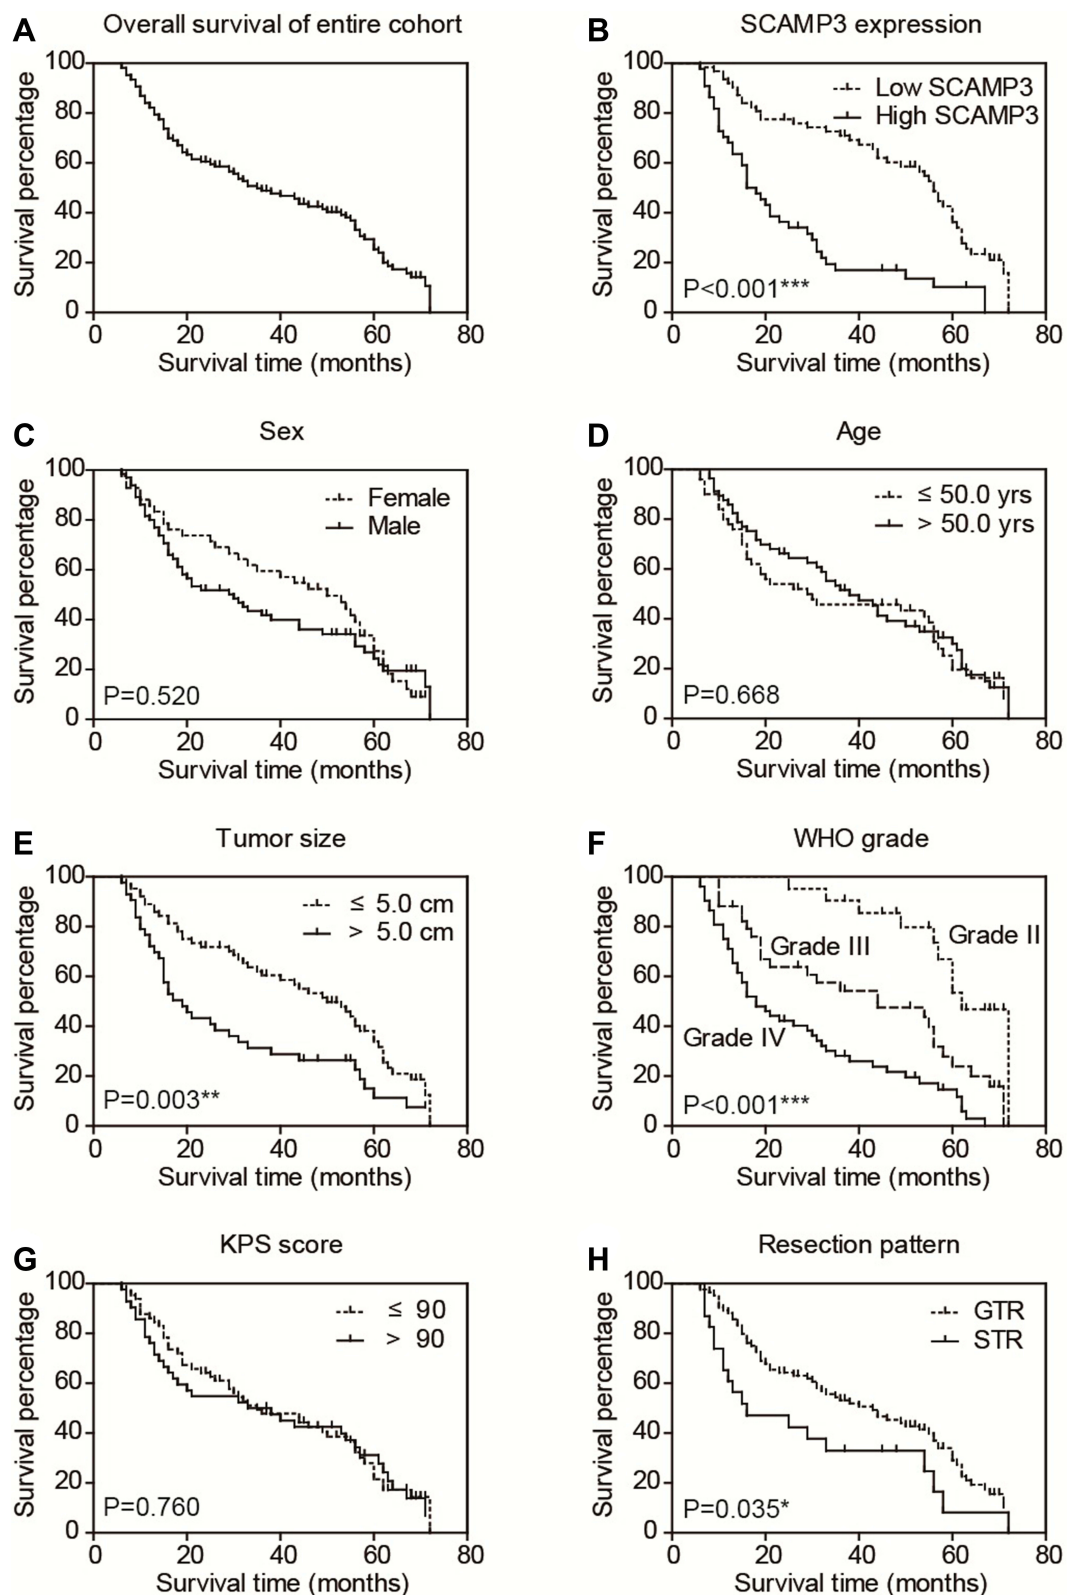 A Overall survival of entire cohort
100
80
60
40
20
0
Survival percentage
0 20 40 60 80
Survival time (months)
B SCAMP3 expression
100
80
60
40
20
0
Survival percentage
Low SCAMP3
High SCAMP3
P<0.001***
0 20 40 60 80
Survival time (months)
C Sex
100
80
60
40
20
0
Survival percentage
Female
Male
P=0.520
0 20 40 60 80
Survival time (months)
D Age
100
80
60
40
20
0
Survival percentage
≤ 50.0 yrs
> 50.0 yrs
P=0.668
0 20 40 60 80
Survival time (months)
E Tumor size
100
80
60
40
20
0
Survival percentage
≤ 5.0 cm
> 5.0 cm
P=0.003**
0 20 40 60 80
Survival time (months)
F WHO grade
100
80
60
40
20
0
Survival percentage
Grade II
Grade III
Grade IV
P<0.001***
0 20 40 60 80
Survival time (months)
G KPS score
100
80
60
40
20
0
Survival percentage
≤ 90
> 90
P=0.760
0 20 40 60 80
Survival time (months)
H Resection pattern
100
80
60
40
20
0
Survival percentage
GTR
STR
P=0.035*
0 20 40 60 80
Survival time (months)